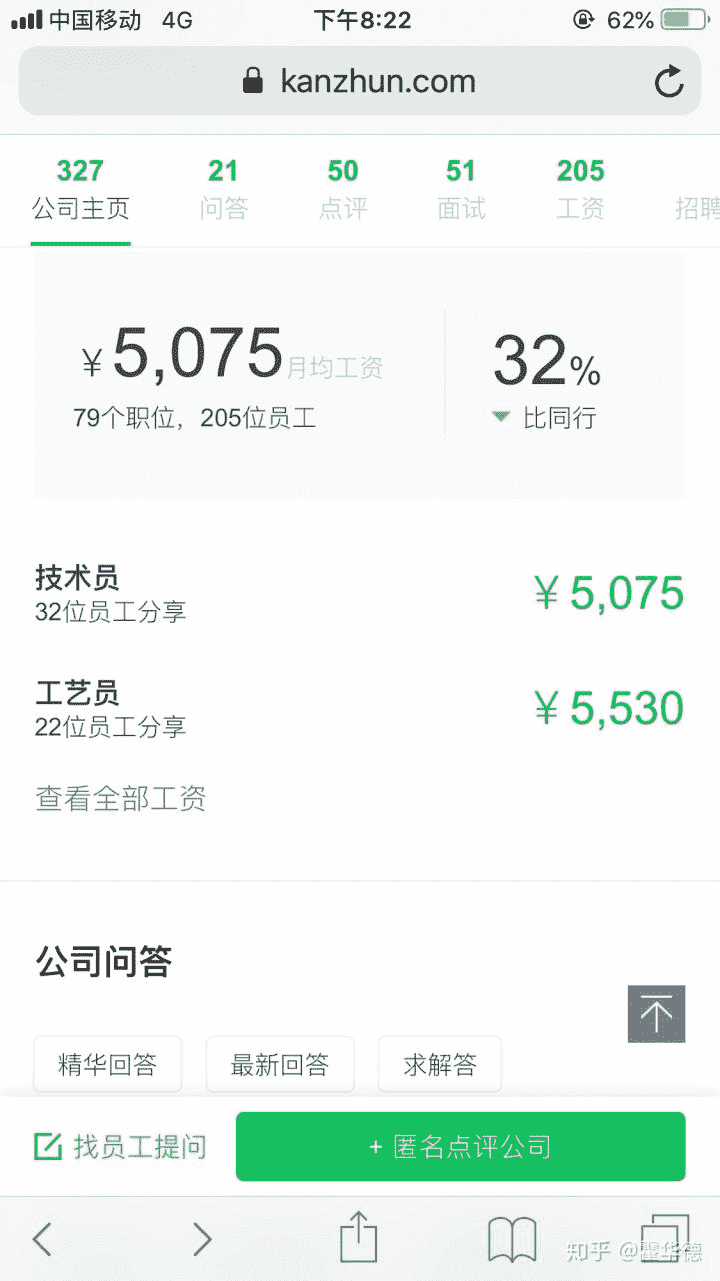 中国移动 4G 下午8:22 62%
kanzhun.com
327 21 50 51 205
公司主页 问答 点评 面试 工资 招聘
¥5,075月均工资 32%
79个职位，205位员工 比同行
技术员
32位员工分享
¥5,075
工艺员
22位员工分享
¥5,530
查看全部工资
公司问答
精华回答 最新回答 求解答
找员工提问 + 匿名点评公司
知乎 @翟华德